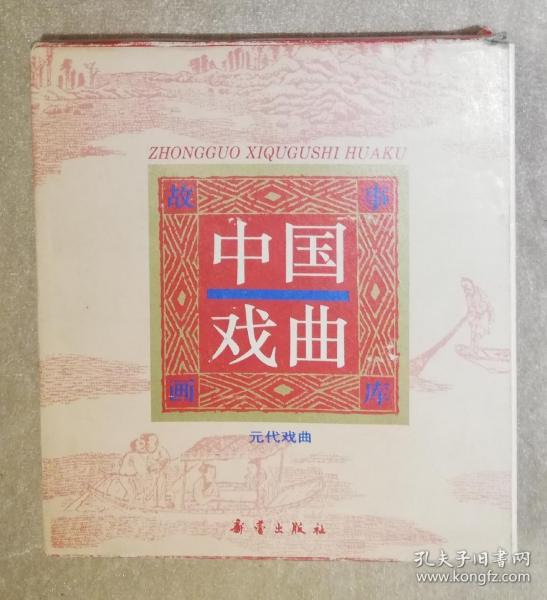 ZHONGGUO XIQUGUSHI HUAKU
故 事
中国
戏曲
画 库
元代戏曲
新蕾出版社
孔夫子旧书网
www.kongfz.com